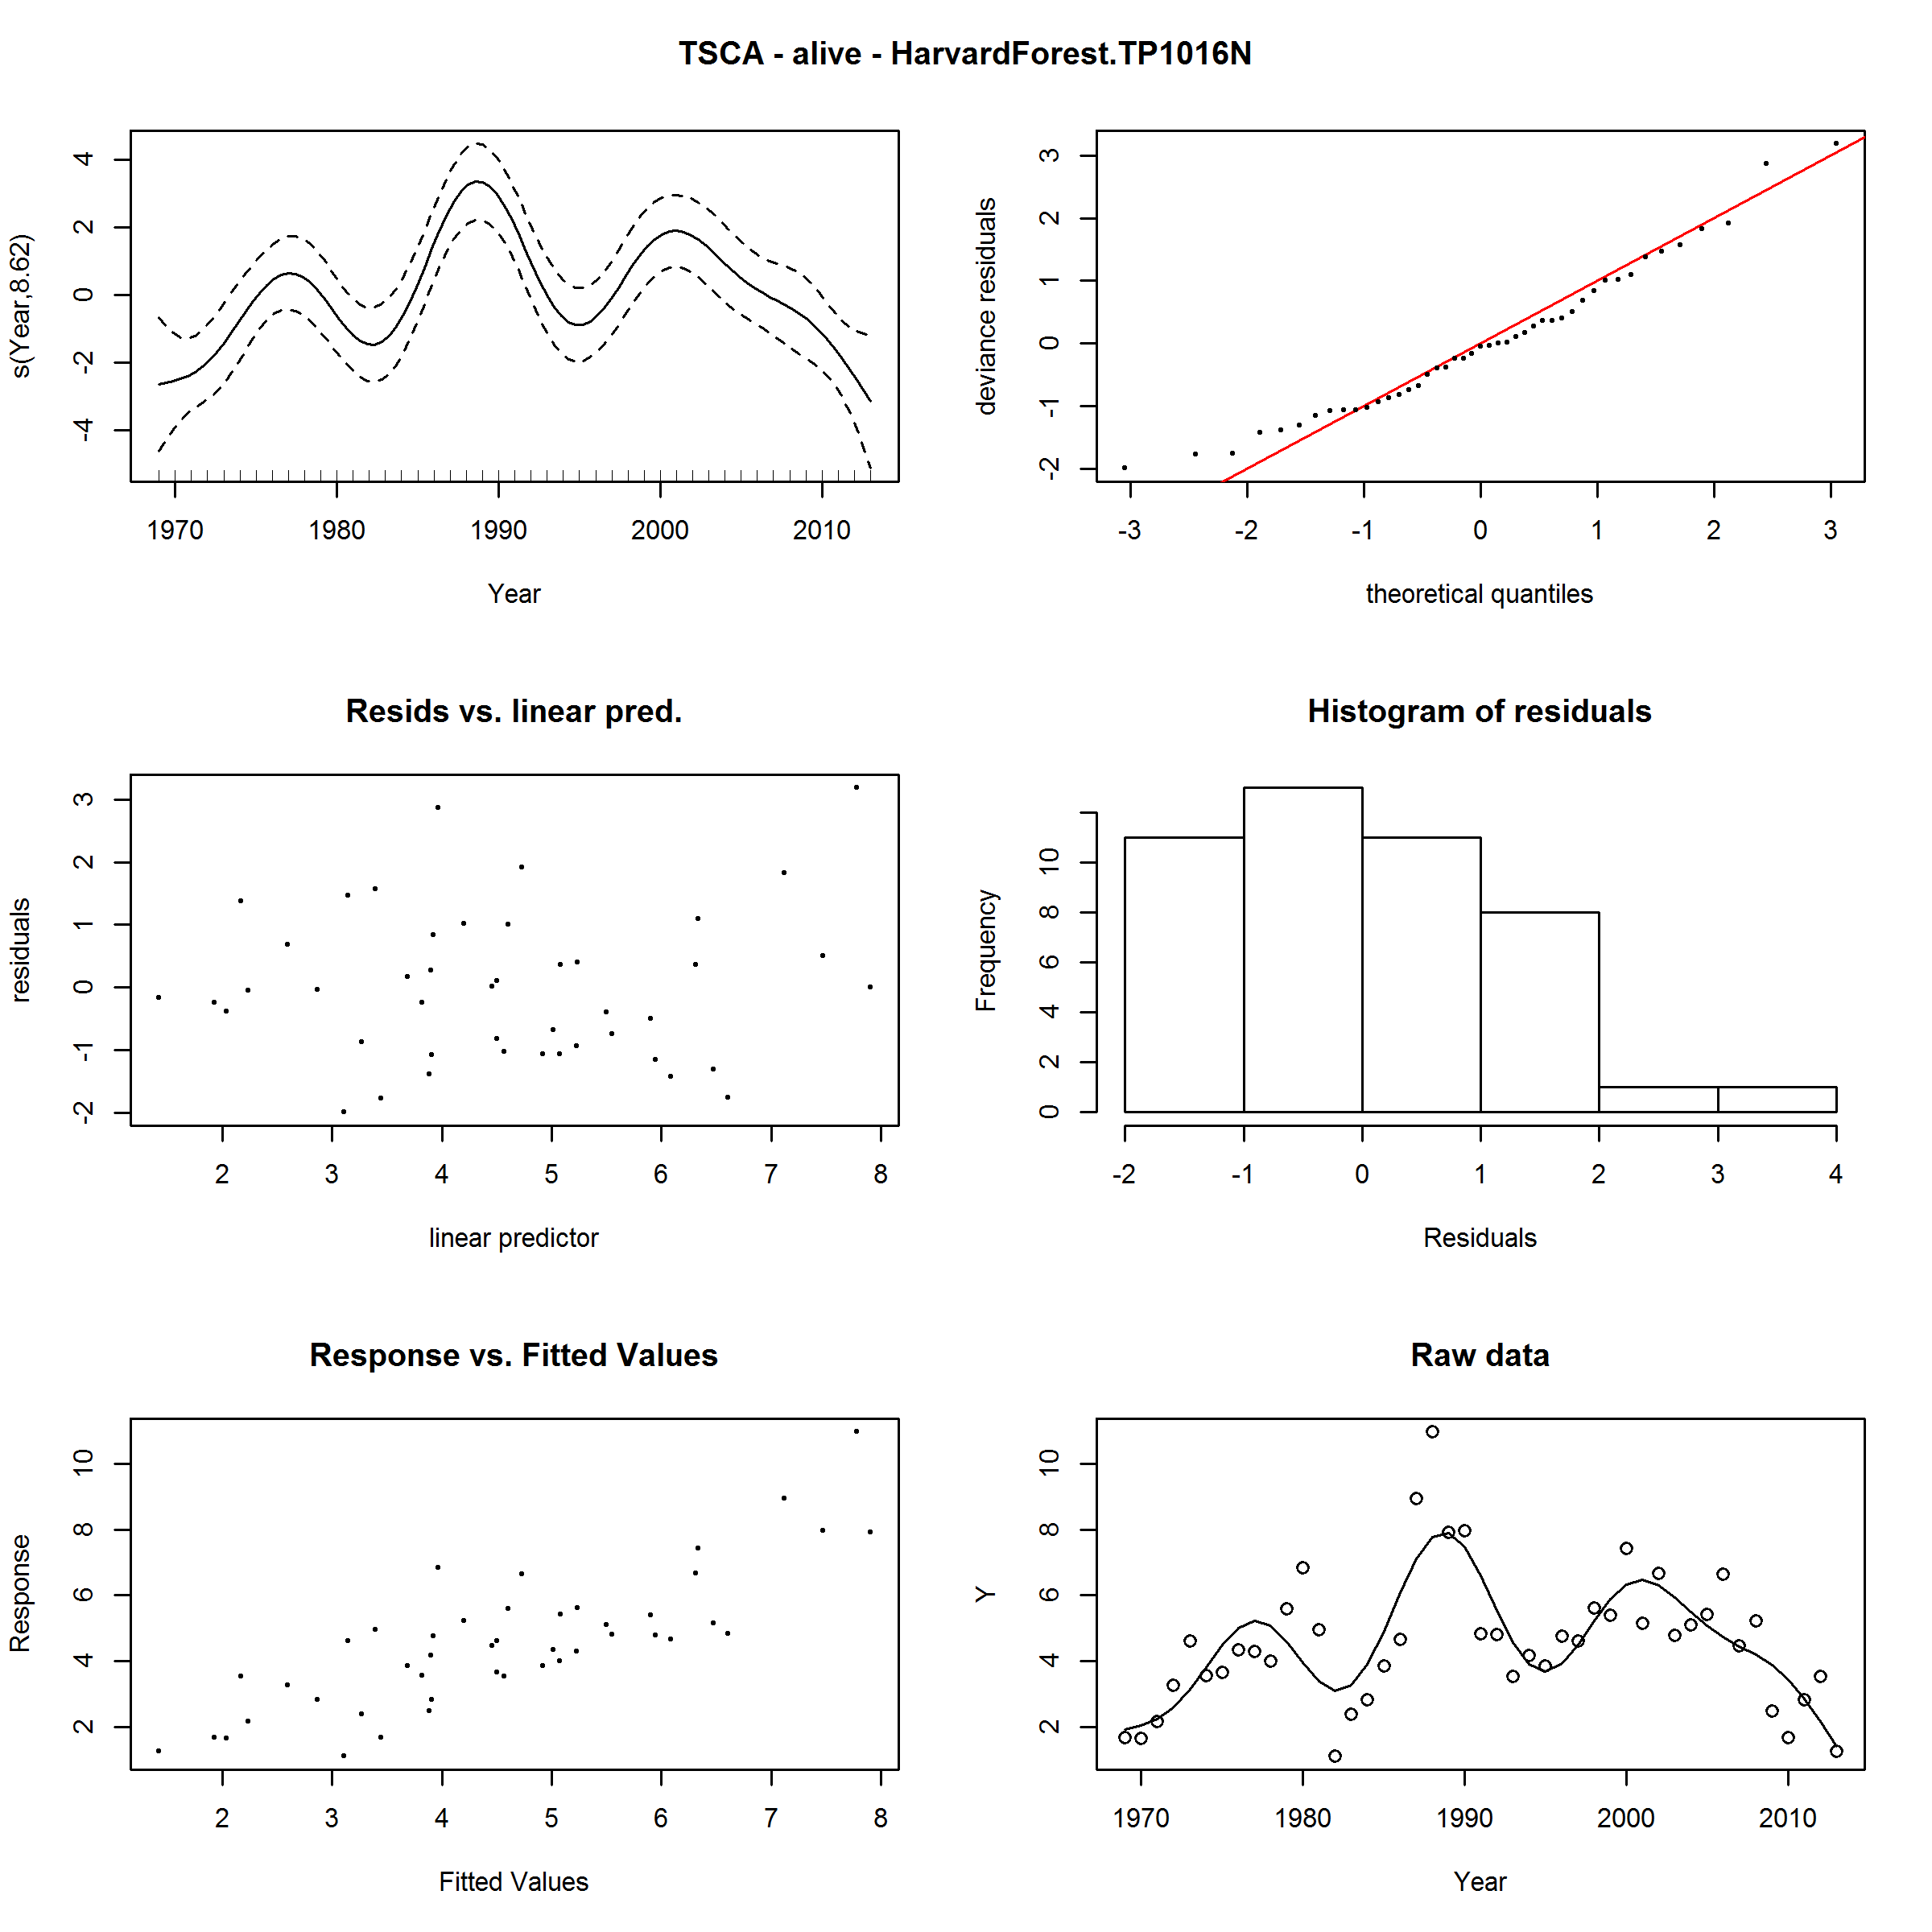 TSCA - alive - HarvardForest.TP1016N
s(Year,8.62)
4
2
0
-2
-4
1970 1980 1990 2000 2010
Year
deviance residuals
3
2
1
0
-1
-2
-3 -2 -1 0 1 2 3
theoretical quantiles
Resids vs. linear pred.
residuals
3
2
1
0
-1
-2
2 3 4 5 6 7 8
linear predictor
Histogram of residuals
Frequency
10
8
6
4
2
0
-2 -1 0 1 2 3 4
Residuals
Response vs. Fitted Values
Response
10
8
6
4
2
2 3 4 5 6 7 8
Fitted Values
Raw data
Y
10
8
6
4
2
1970 1980 1990 2000 2010
Year